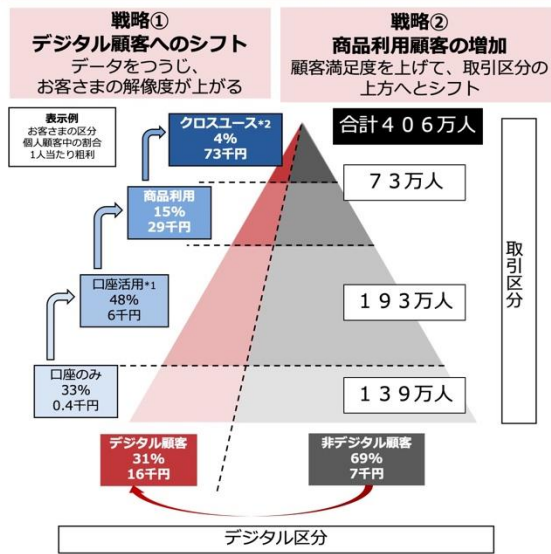 戦略①
デジタル顧客へのシフト
データをつうじ、
お客さまの解像度が上がる
戦略②
商品利用顧客の増加
顧客満足度を上げて、取引区分の
上方へとシフト
表示例
お客さまの区分
個人顧客中の割合
1人当たり粗利
クロスユース*2
4%
73千円
合計406万人
商品利用
15%
29千円
73万人
口座活用*1
48%
6千円
193万人
口座のみ
33%
0.4千円
139万人
取引区分
デジタル顧客
31%
16千円
非デジタル顧客
69%
7千円
デジタル区分